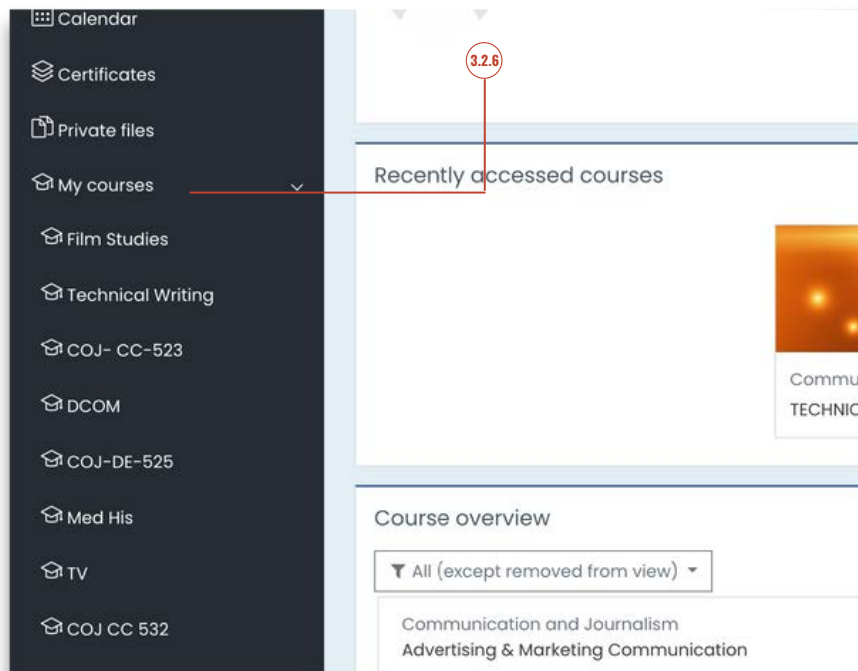 Calendar
Certificates
Private files
My courses
Film Studies
Technical Writing
COJ- CC-523
DCOM
COJ-DE-525
Med His
TV
COJ CC 532
3.2.6
Recently accessed courses
Course overview
All (except removed from view)
Communication and Journalism
Advertising & Marketing Communication